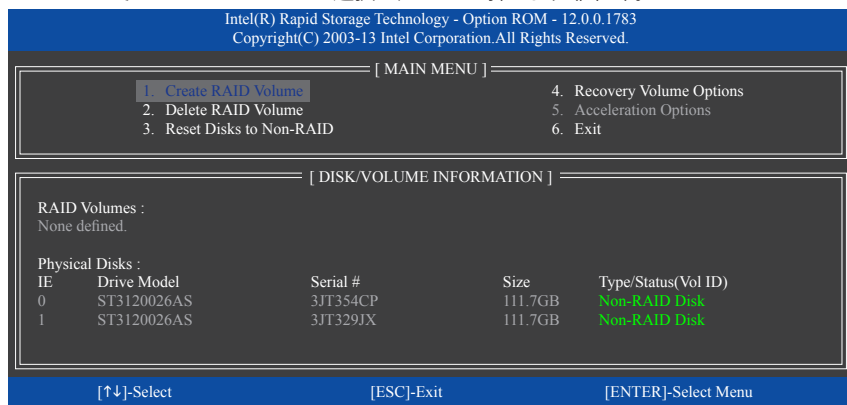 Intel(R) Rapid Storage Technology - Option ROM - 12.0.0.1783
Copyright(C) 2003-13 Intel Corporation.All Rights Reserved.
[ MAIN MENU ]
1. Create RAID Volume
2. Delete RAID Volume
3. Reset Disks to Non-RAID
4. Recovery Volume Options
5. Acceleration Options
6. Exit
[ DISK/VOLUME INFORMATION ]
RAID Volumes :
None defined.
Physical Disks :
IE Drive Model Serial # Size Type/Status(Vol ID)
0 ST3120026AS 3JT354CP 111.7GB Non-RAID Disk
1 ST3120026AS 3JT329JX 111.7GB Non-RAID Disk
[↑↓]-Select [ESC]-Exit [ENTER]-Select Menu